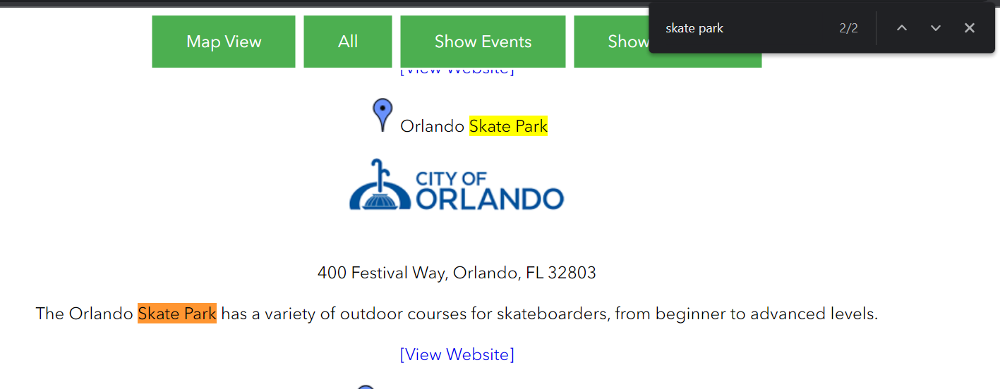 skate park 2/2
Map View All Show Events Show
[View Website]
Orlando Skate Park
CITY OF
ORLANDO
400 Festival Way, Orlando, FL 32803
The Orlando Skate Park has a variety of outdoor courses for skateboarders, from beginner to advanced levels.
[View Website]